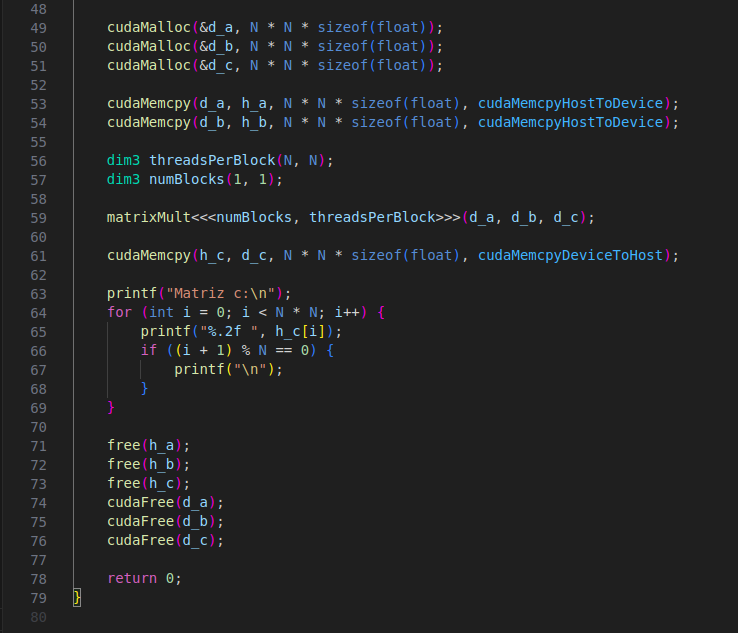 48
49 cudaMalloc(&d_a, N * N * sizeof(float));
50 cudaMalloc(&d_b, N * N * sizeof(float));
51 cudaMalloc(&d_c, N * N * sizeof(float));
52
53 cudaMemcpy(d_a, h_a, N * N * sizeof(float), cudaMemcpyHostToDevice);
54 cudaMemcpy(d_b, h_b, N * N * sizeof(float), cudaMemcpyHostToDevice);
55
56 dim3 threadsPerBlock(N, N);
57 dim3 numBlocks(1, 1);
58
59 matrixMult<<<numBlocks, threadsPerBlock>>>(d_a, d_b, d_c);
60
61 cudaMemcpy(h_c, d_c, N * N * sizeof(float), cudaMemcpyDeviceToHost);
62
63 printf("Matriz c:\n");
64 for (int i = 0; i < N * N; i++) {
65 printf("%.2f ", h_c[i]);
66 if ((i + 1) % N == 0) {
67 printf("\n");
68 }
69 }
70
71 free(h_a);
72 free(h_b);
73 free(h_c);
74 cudaFree(d_a);
75 cudaFree(d_b);
76 cudaFree(d_c);
77
78 return 0;
79 }
80